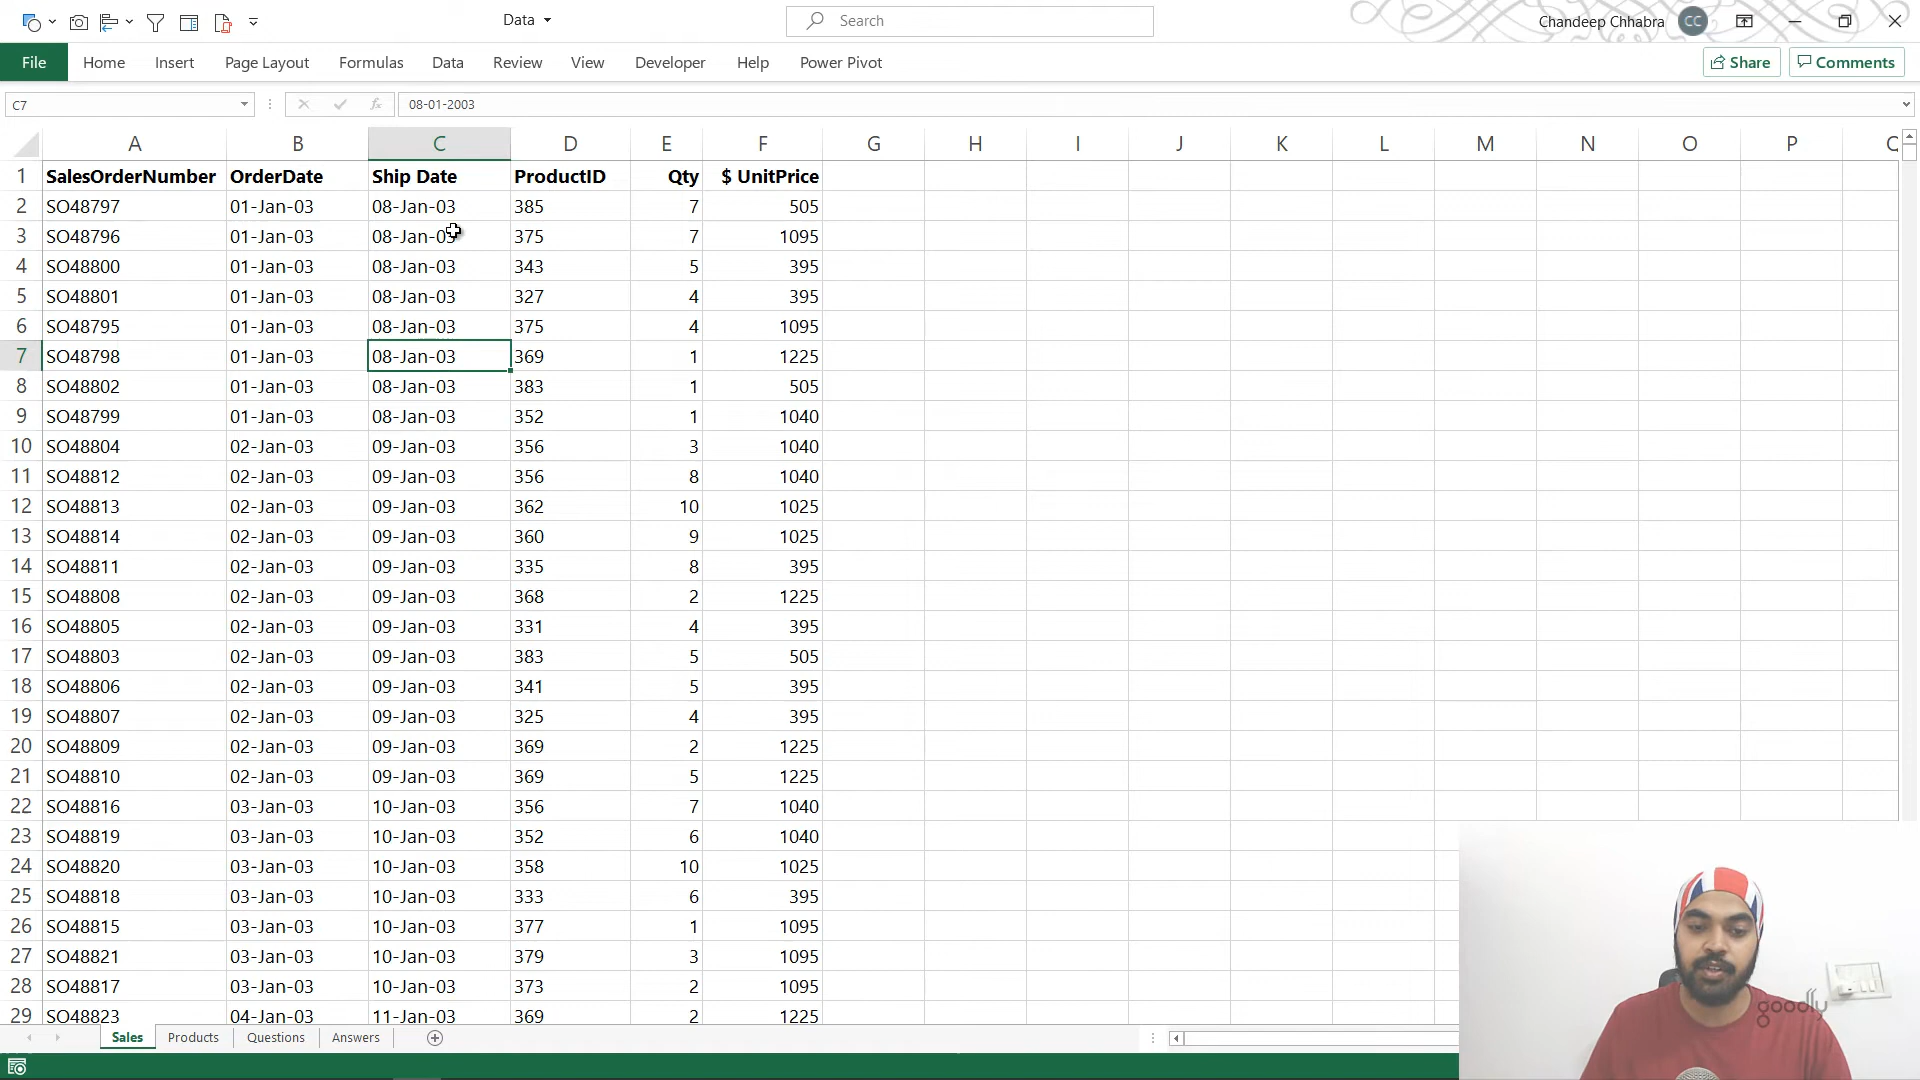 Data
Search
Chandeep Chhabra
CC
File Home Insert Page Layout Formulas Data Review View Developer Help Power Pivot Share Comments
C7 fx 08-01-2003
A B C D E F G H I J K L M N O P Q
1 SalesOrderNumber OrderDate Ship Date ProductID Qty $ UnitPrice
2 SO48797 01-Jan-03 08-Jan-03 385 7 505
3 SO48796 01-Jan-03 08-Jan-03 375 7 1095
4 SO48800 01-Jan-03 08-Jan-03 343 5 395
5 SO48801 01-Jan-03 08-Jan-03 327 4 395
6 SO48795 01-Jan-03 08-Jan-03 375 4 1095
7 SO48798 01-Jan-03 08-Jan-03 369 1 1225
8 SO48802 01-Jan-03 08-Jan-03 383 1 505
9 SO48799 01-Jan-03 08-Jan-03 352 1 1040
10 SO48804 02-Jan-03 09-Jan-03 356 3 1040
11 SO48812 02-Jan-03 09-Jan-03 356 8 1040
12 SO48813 02-Jan-03 09-Jan-03 362 10 1025
13 SO48814 02-Jan-03 09-Jan-03 360 9 1025
14 SO48811 02-Jan-03 09-Jan-03 335 8 395
15 SO48808 02-Jan-03 09-Jan-03 368 2 1225
16 SO48805 02-Jan-03 09-Jan-03 331 4 395
17 SO48803 02-Jan-03 09-Jan-03 383 5 505
18 SO48806 02-Jan-03 09-Jan-03 341 5 395
19 SO48807 02-Jan-03 09-Jan-03 325 4 395
20 SO48809 02-Jan-03 09-Jan-03 369 2 1225
21 SO48810 02-Jan-03 09-Jan-03 369 5 1225
22 SO48816 03-Jan-03 10-Jan-03 356 7 1040
23 SO48819 03-Jan-03 10-Jan-03 352 6 1040
24 SO48820 03-Jan-03 10-Jan-03 358 10 1025
25 SO48818 03-Jan-03 10-Jan-03 333 6 395
26 SO48815 03-Jan-03 10-Jan-03 377 1 1095
27 SO48821 03-Jan-03 10-Jan-03 379 3 1095
28 SO48817 03-Jan-03 10-Jan-03 373 2 1095
29 SO48823 04-Jan-03 11-Jan-03 369 2 1225
goodly
Sales Products Questions Answers